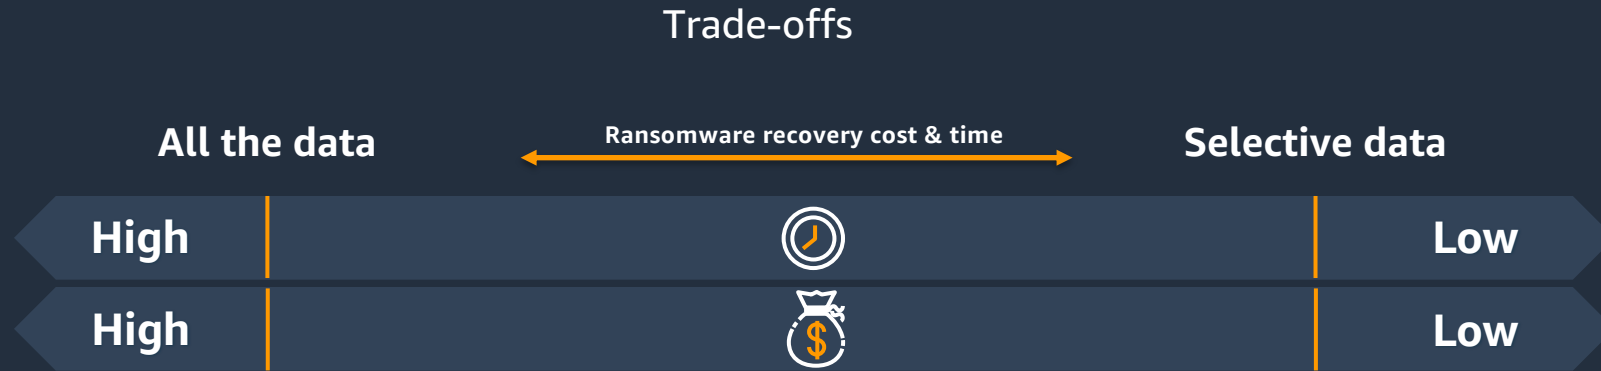 Trade-offs
All the data
Ransomware recovery cost & time
Selective data
High
Low
High
$
Low